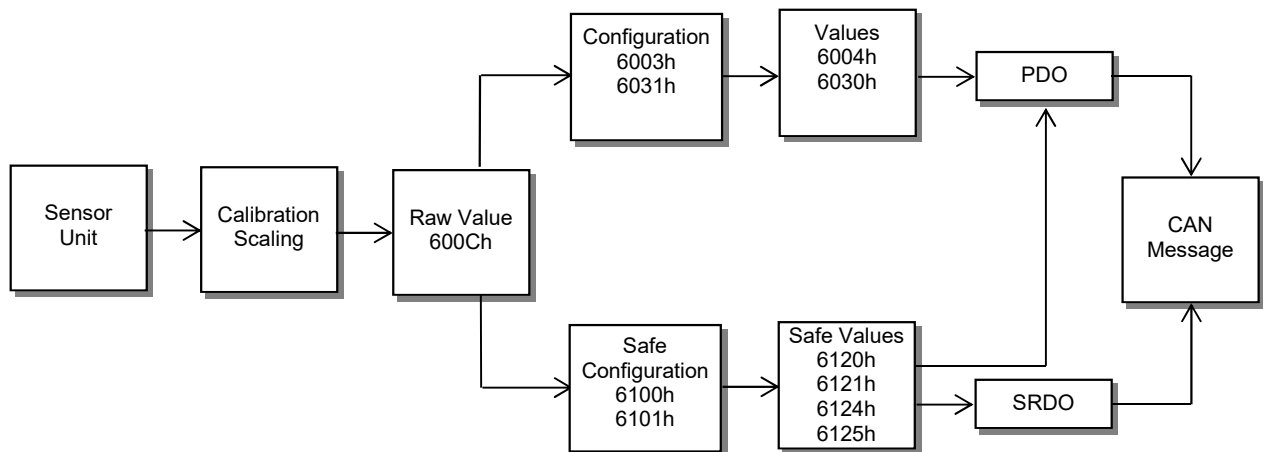 Sensor
Unit
Calibration
Scaling
Raw Value
600Ch
Configuration
6003h
6031h
Values
6004h
6030h
PDO
Safe
Configuration
6100h
6101h
Safe Values
6120h
6121h
6124h
6125h
SRDO
CAN
Message